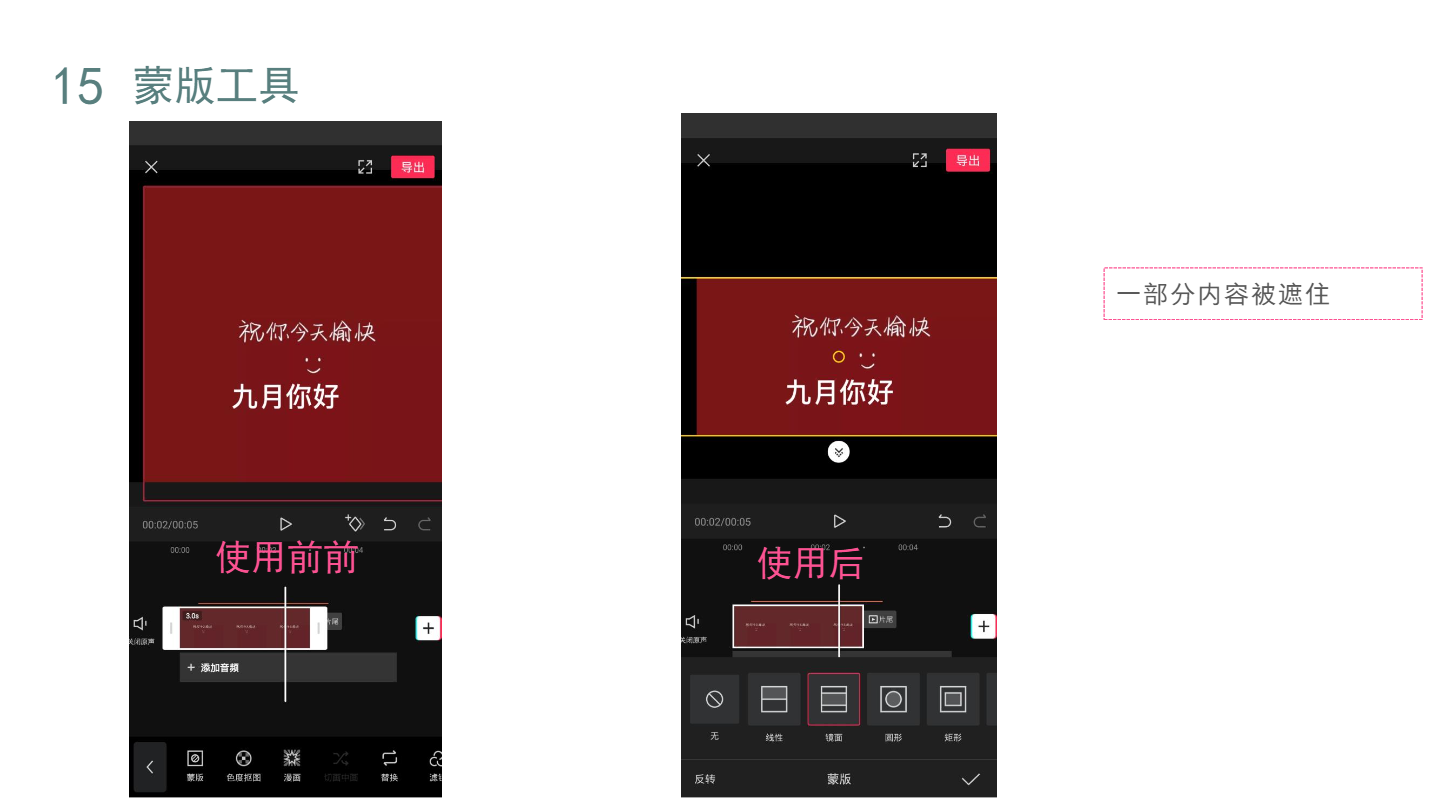 15 蒙版工具
导出
祝你今天愉快
九月你好
00:02/00:05
00:00
00:04
使用前前
3.0s
片尾
关闭原声
+ 添加音频
蒙版 色度抠图 漫画 切画中画 替换
导出
祝你今天愉快
九月你好
00:02/00:05
00:00 00:02 00:04
使用后
片尾
关闭原声
无 线性 镜面 圆形 矩形
反转 蒙版
一部分内容被遮住